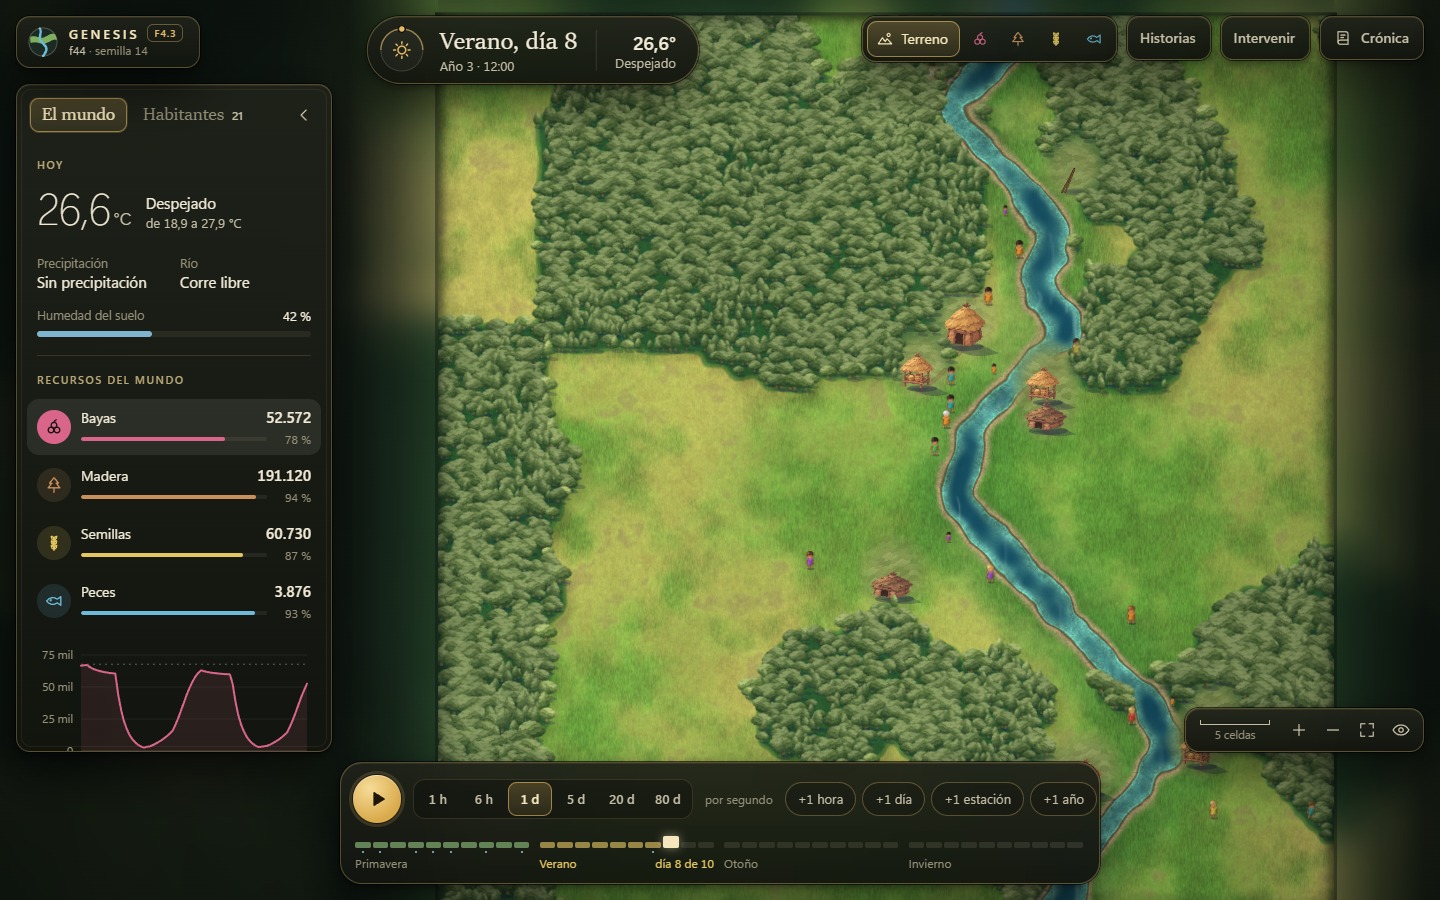 GENESIS F4.3
f44 · semilla 14
Verano, día 8
Año 3 · 12:00
26,6°
Despejado
Terreno
Historias
Intervenir
Crónica
El mundo
Habitantes 21
HOY
26,6 °C
Despejado
de 18,9 a 27,9 °C
Precipitación
Sin precipitación
Río
Corre libre
Humedad del suelo 42 %
RECURSOS DEL MUNDO
Bayas 52.572
78 %
Madera 191.120
94 %
Semillas 60.730
87 %
Peces 3.876
93 %
75 mil
50 mil
25 mil
0
5 celdas
1 h 6 h 1 d 5 d 20 d 80 d por segundo +1 hora +1 día +1 estación +1 año
Primavera Verano día 8 de 10 Otoño Invierno